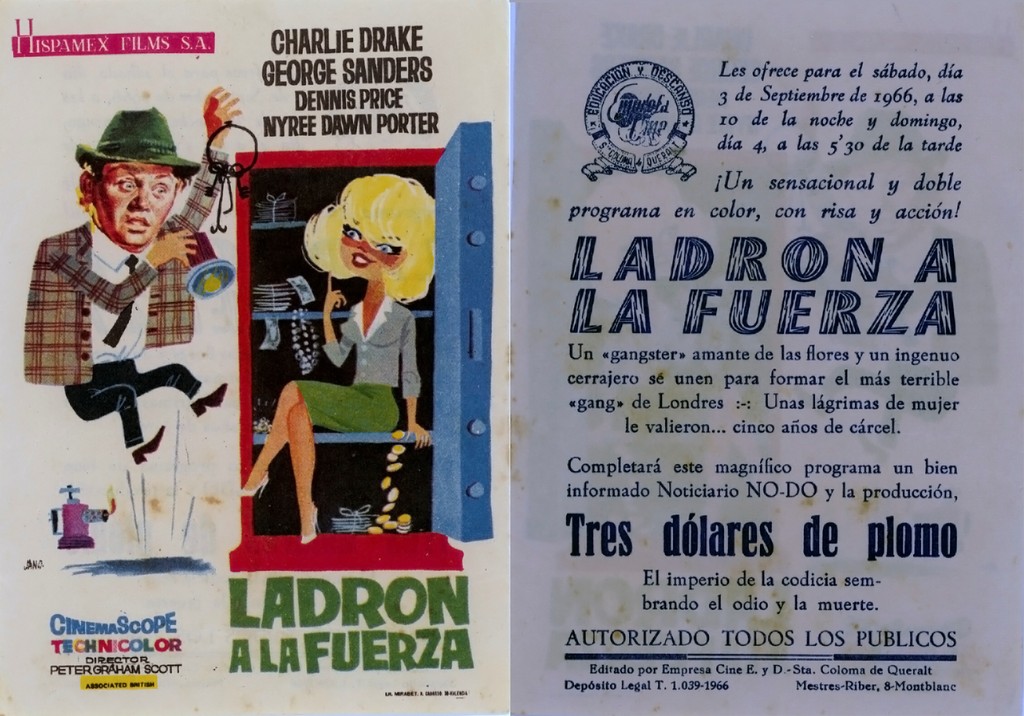 HISPAMEX FILMS S.A.
CHARLIE DRAKE
GEORGE SANDERS
DENNIS PRICE
NYREE DAWN PORTER
JANO.
CINEMASCOPE
TECHNICOLOR
DIRECTOR
PETER GRAHAM SCOTT
ASSOCIATED BRITISH
LADRON
A LA FUERZA
EDUCACIÓN Y DESCANSO
QUERALT
Les ofrece para el sábado, día
3 de Septiembre de 1966, a las
10 de la noche y domingo,
día 4, a las 5'30 de la tarde
¡Un sensacional y doble
programa en color, con risa y acción!
LADRON A
LA FUERZA
Un «gangster» amante de las flores y un ingenuo
cerrajero se unen para formar el más terrible
«gang» de Londres :-: Unas lágrimas de mujer
le valieron... cinco años de cárcel.
Completará este magnífico programa un bien
informado Noticiario NO-DO y la producción,
Tres dólares de plomo
El imperio de la codicia sem-
brando el odio y la muerte.
AUTORIZADO TODOS LOS PUBLICOS
Editado por Empresa Cine E. y D.-Sta. Coloma de Queralt
Depósito Legal T. 1.039-1966 Mestres-Riber, 8-Montblanc